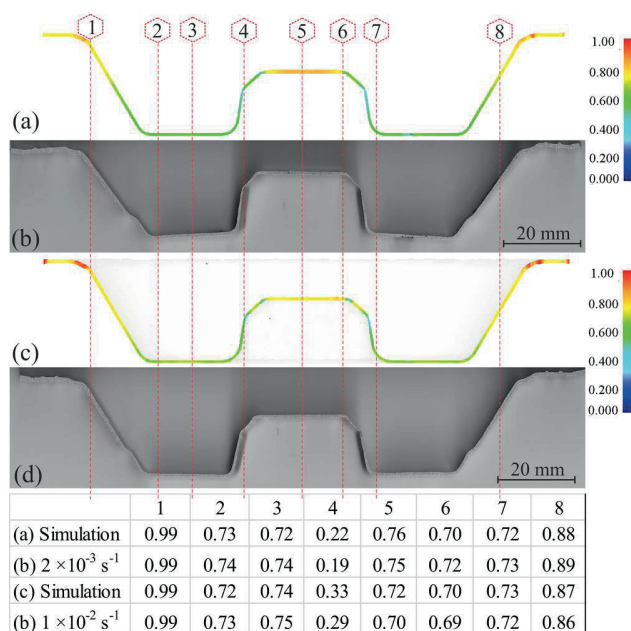 1 2 3 4 5 6 7 8
1.00
0.800
0.600
0.400
0.200
0.000
(a)
(b)
20 mm
1.00
0.800
0.600
0.400
0.200
0.000
(c)
(d)
20 mm
1 2 3 4 5 6 7 8
(a) Simulation 0.99 0.73 0.72 0.22 0.76 0.70 0.72 0.88
(b) 2 ×10⁻³ s⁻¹ 0.99 0.74 0.74 0.19 0.75 0.72 0.73 0.89
(c) Simulation 0.99 0.72 0.74 0.33 0.72 0.70 0.73 0.87
(b) 1 ×10⁻² s⁻¹ 0.99 0.73 0.75 0.29 0.70 0.69 0.72 0.86